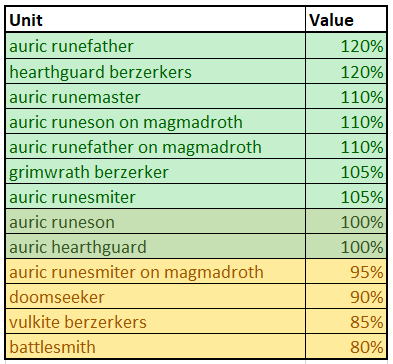 Unit Value
auric runefather 120%
hearthguard berzerkers 120%
auric runemaster 110%
auric runeson on magmadroth 110%
auric runefather on magmadroth 110%
grimwrath berzerker 105%
auric runesmiter 105%
auric runeson 100%
auric hearthguard 100%
auric runesmiter on magmadroth 95%
doomseeker 90%
vulkite berzerkers 85%
battlesmith 80%